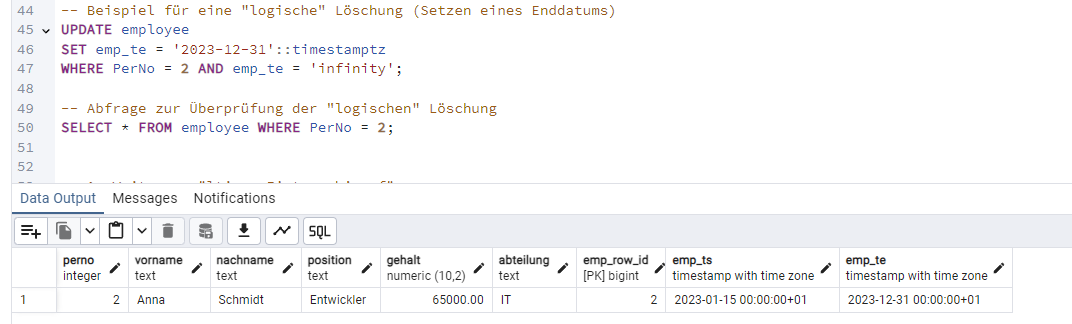 44 -- Beispiel für eine "logische" Löschung (Setzen eines Enddatums)
45 UPDATE employee
46 SET emp_te = '2023-12-31'::timestamptz
47 WHERE PerNo = 2 AND emp_te = 'infinity';
48
49 -- Abfrage zur Überprüfung der "logischen" Löschung
50 SELECT * FROM employee WHERE PerNo = 2;
51
52
Data Output Messages Notifications
SQL
perno vorname nachname position gehalt abteilung emp_row_id emp_ts emp_te
integer text text text numeric (10,2) text [PK] bigint timestamp with time zone timestamp with time zone
1 2 Anna Schmidt Entwickler 65000.00 IT 2 2023-01-15 00:00:00+01 2023-12-31 00:00:00+01